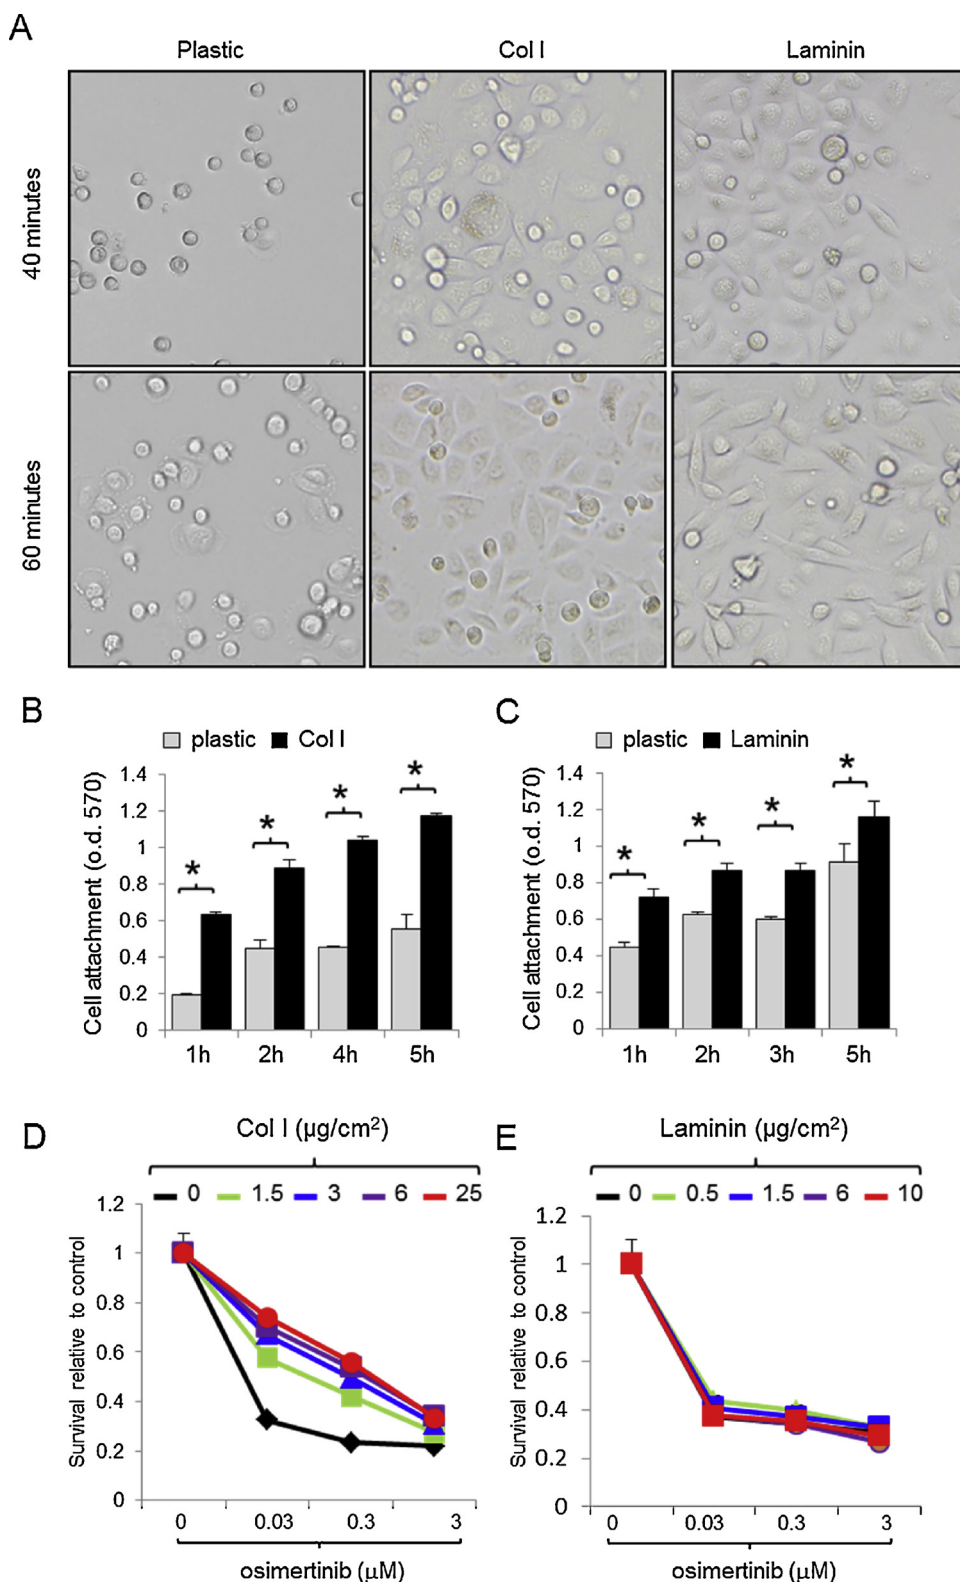 A
Plastic Col I Laminin
40 minutes
60 minutes
B
plastic Col I
Cell attachment (o.d. 570)
1.4
1.2
1
0.8
0.6
0.4
0.2
0
* * * *
1h 2h 4h 5h
C
plastic Laminin
Cell attachment (o.d. 570)
1.4
1.2
1
0.8
0.6
0.4
0.2
0
* * * *
1h 2h 3h 5h
D
Col I (µg/cm²)
0 1.5 3 6 25
Survival relative to control
1.2
1
0.8
0.6
0.4
0.2
0
0 0.03 0.3 3
osimertinib (µM)
E
Laminin (µg/cm²)
0 0.5 1.5 6 10
Survival relative to control
1.2
1
0.8
0.6
0.4
0.2
0
0 0.03 0.3 3
osimertinib (µM)